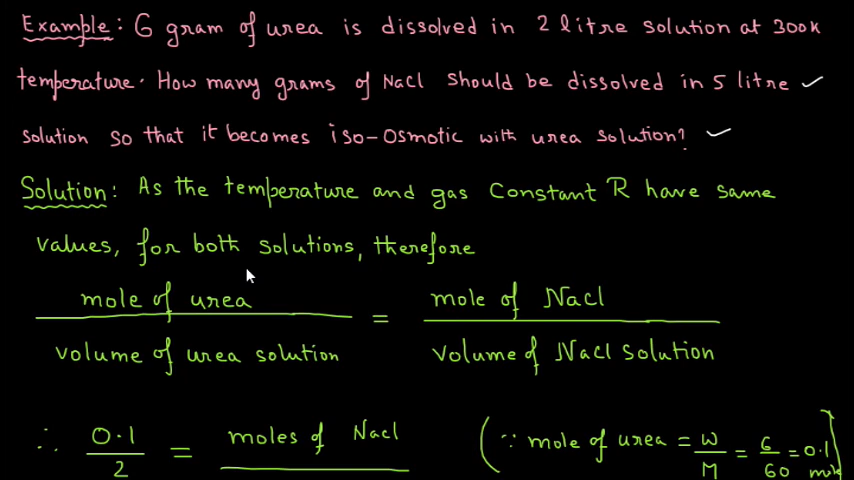 Example: 6 gram of urea is dissolved in 2 litre solution at 300K
temperature. How many grams of NaCl should be dissolved in 5 litre
solution so that it becomes iso-osmotic with urea solution?
Solution: As the temperature and gas constant R have same
values, for both solutions, therefore
mole of urea / volume of urea solution = mole of NaCl / volume of NaCl solution
∴ 0.1 / 2 = moles of NaCl / (∵ mole of urea = W / M = 6 / 60 = 0.1 mole)